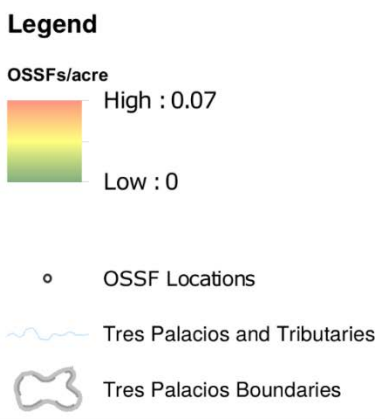 Legend
OSSFs/acre
High : 0.07
Low : 0
OSSF Locations
Tres Palacios and Tributaries
Tres Palacios Boundaries